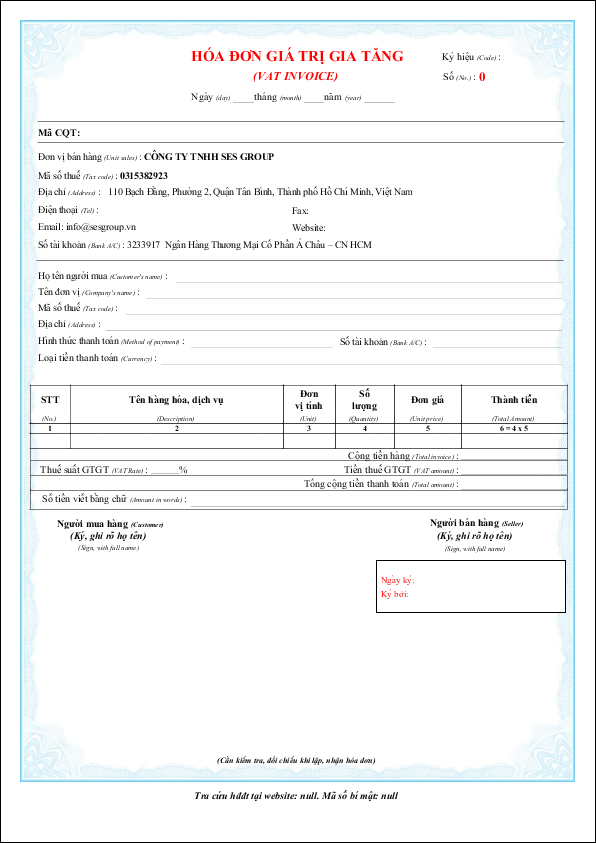 HÓA ĐƠN GIÁ TRỊ GIA TĂNG
(VAT INVOICE)
Ký hiệu (Code) :
Số (No.) : 0
Ngày (day) ____tháng (month) ____năm (year) ______
Mã CQT:
Đơn vị bán hàng (Unit sales) : CÔNG TY TNHH SES GROUP
Mã số thuế (Tax code) : 0315382923
Địa chỉ (Address) : 110 Bạch Đằng, Phường 2, Quận Tân Bình, Thành phố Hồ Chí Minh, Việt Nam
Điện thoại (Tel) : Fax:
Email: info@sesgroup.vn Website:
Số tài khoản (Bank A/C) : 3233917 Ngân Hàng Thương Mại Cổ Phần Á Châu – CN HCM
Họ tên người mua (Customer's name) :
Tên đơn vị (Company's name) :
Mã số thuế (Tax code) :
Địa chỉ (Address) :
Hình thức thanh toán (Method of payment) : Số tài khoản (Bank A/C) :
Loại tiền thanh toán (Currency) :
STT Tên hàng hóa, dịch vụ Đơn vị tính Số lượng Đơn giá Thành tiền
(No.) (Description) (Unit) (Quantity) (Unit price) (Total Amount)
1 2 3 4 5 6 = 4 x 5
Cộng tiền hàng (Total invoice) :
Thuế suất GTGT (VAT Rate) : ______% Tiền thuế GTGT (VAT amount) :
Tổng cộng tiền thanh toán (Total amount) :
Số tiền viết bằng chữ (Amount in words) :
Người mua hàng (Customer) Người bán hàng (Seller)
(Ký, ghi rõ họ tên) (Ký, ghi rõ họ tên)
(Sign, with full name) (Sign, with full name)
Ngày ký:
Ký bởi:
(Cần kiểm tra, đối chiếu khi lập, nhận hóa đơn)
Tra cứu hđđt tại website: null. Mã số bí mật: null